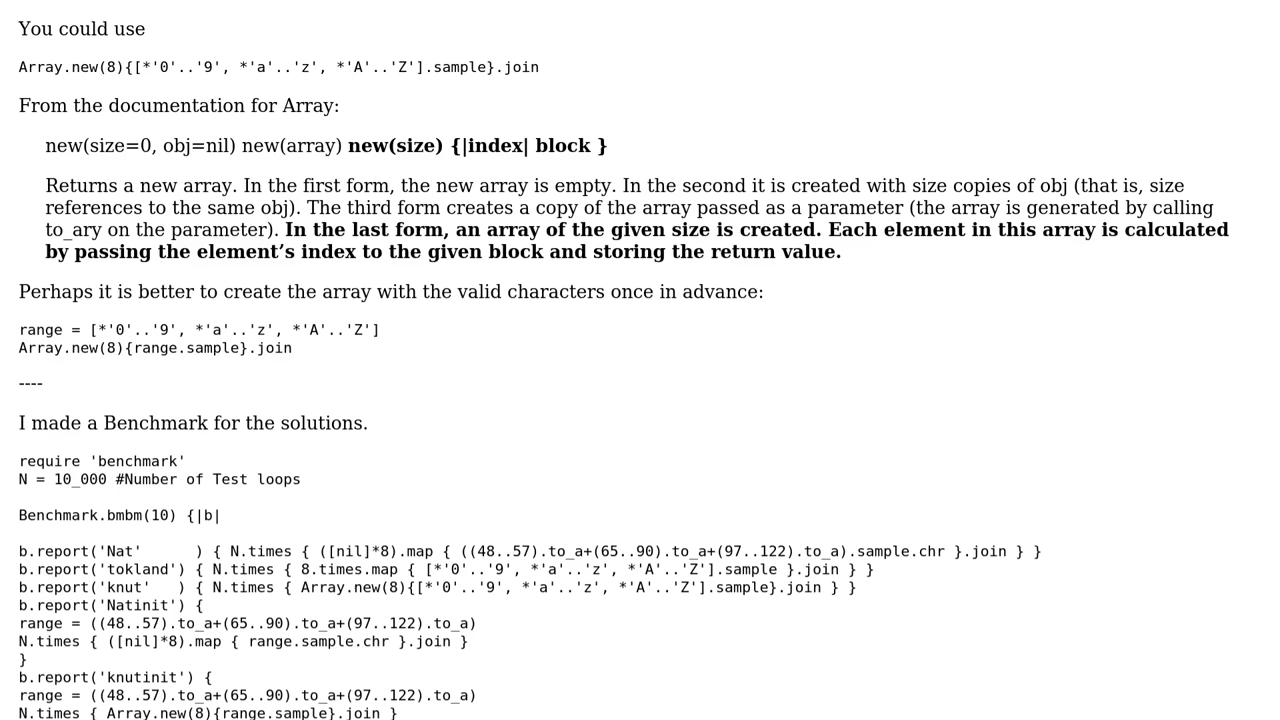 You could use
Array.new(8){[*'0'..'9', *'a'..'z', *'A'..'Z'].sample}.join
From the documentation for Array:
new(size=0, obj=nil) new(array) new(size) {|index| block }
Returns a new array. In the first form, the new array is empty. In the second it is created with size copies of obj (that is, size
references to the same obj). The third form creates a copy of the array passed as a parameter (the array is generated by calling
to_ary on the parameter). In the last form, an array of the given size is created. Each element in this array is calculated
by passing the element’s index to the given block and storing the return value.
Perhaps it is better to create the array with the valid characters once in advance:
range = [*'0'..'9', *'a'..'z', *'A'..'Z']
Array.new(8){range.sample}.join
----
I made a Benchmark for the solutions.
require 'benchmark'
N = 10_000 #Number of Test loops
Benchmark.bmbm(10) {|b|
b.report('Nat'      ) { N.times { ([nil]*8).map { ((48..57).to_a+(65..90).to_a+(97..122).to_a).sample.chr }.join } }
b.report('tokland') { N.times { 8.times.map { [*'0'..'9', *'a'..'z', *'A'..'Z'].sample }.join } }
b.report('knut'   ) { N.times { Array.new(8){[*'0'..'9', *'a'..'z', *'A'..'Z'].sample}.join } }
b.report('Natinit') {
range = ((48..57).to_a+(65..90).to_a+(97..122).to_a)
N.times { ([nil]*8).map { range.sample.chr }.join }
}
b.report('knutinit') {
range = ((48..57).to_a+(65..90).to_a+(97..122).to_a)
N.times { Array.new(8){range.sample}.join }